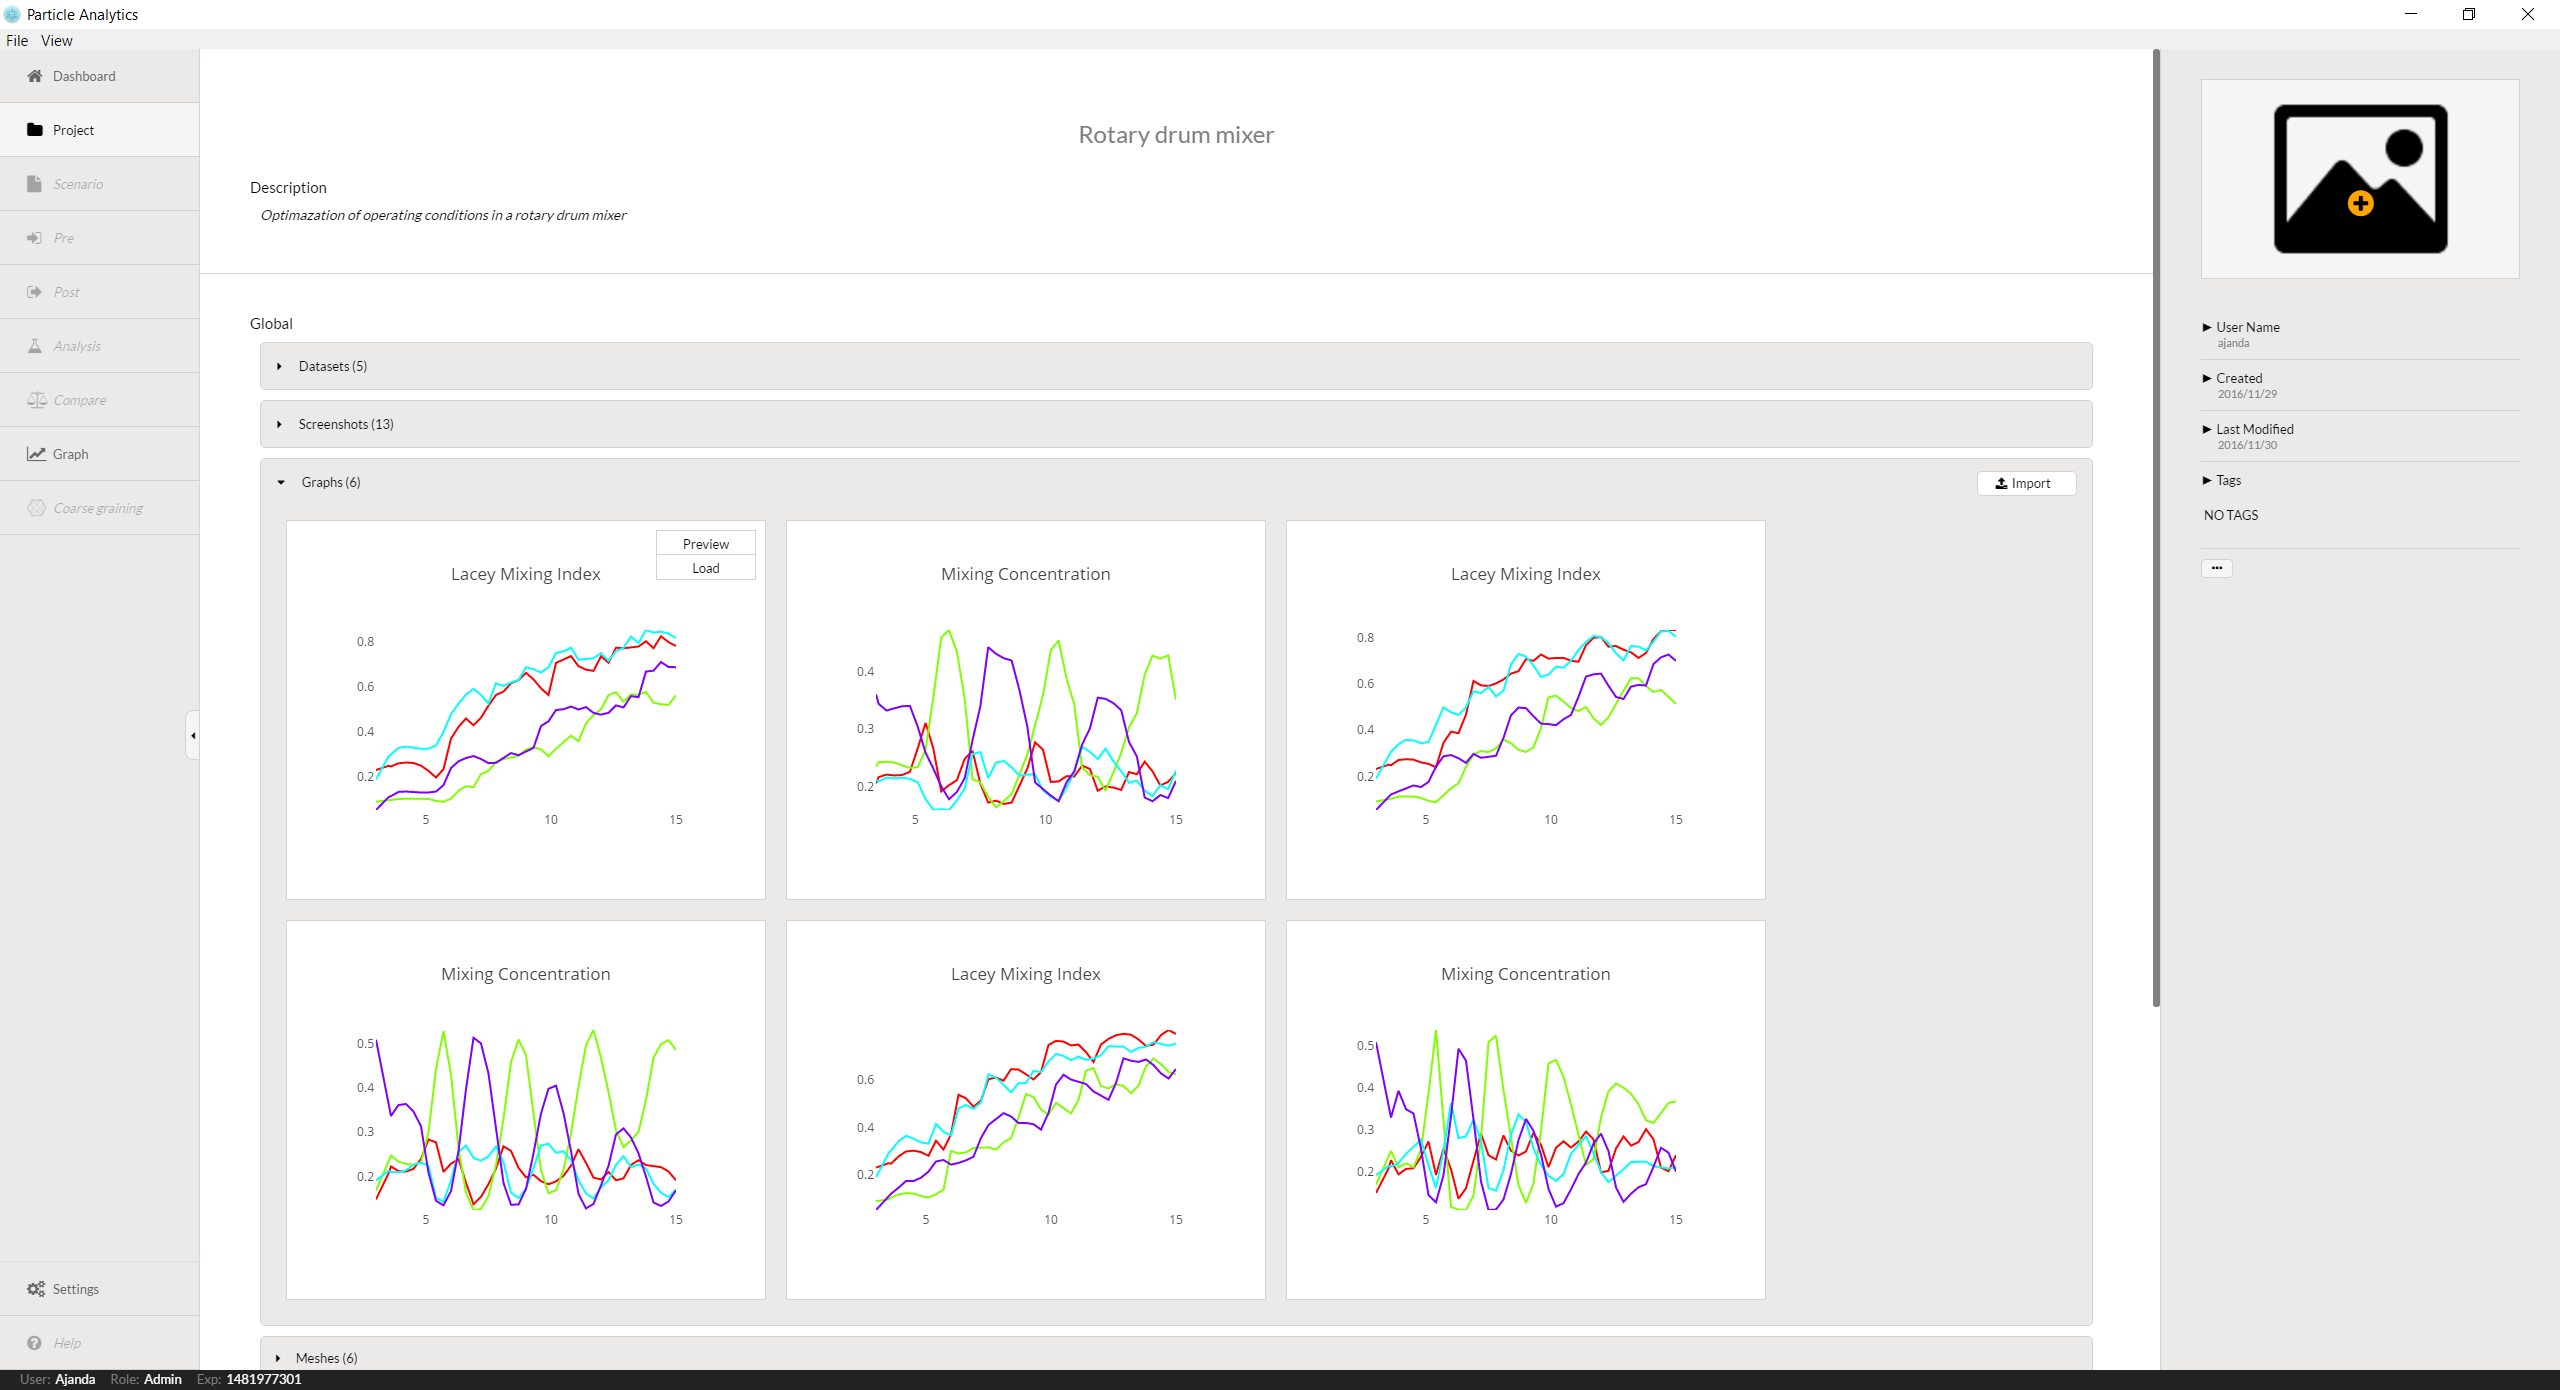 Particle Analytics
File View
Dashboard
Project
Scenario
Pre
Post
Analysis
Compare
Graph
Coarse graining
Settings
Help
Rotary drum mixer
Description
Optimazation of operating conditions in a rotary drum mixer
Global
Datasets (5)
Screenshots (13)
Graphs (6)
Import
Preview
Load
Lacey Mixing Index
0.8
0.6
0.4
0.2
5 10 15
Mixing Concentration
0.4
0.3
0.2
5 10 15
Lacey Mixing Index
0.8
0.6
0.4
0.2
5 10 15
Mixing Concentration
0.5
0.4
0.3
0.2
5 10 15
Lacey Mixing Index
0.6
0.4
0.2
5 10 15
Mixing Concentration
0.5
0.4
0.3
0.2
5 10 15
Meshes (6)
User Name
ajanda
Created
2016/11/29
Last Modified
2016/11/30
Tags
NO TAGS
User: Ajanda Role: Admin Exp: 1481977301